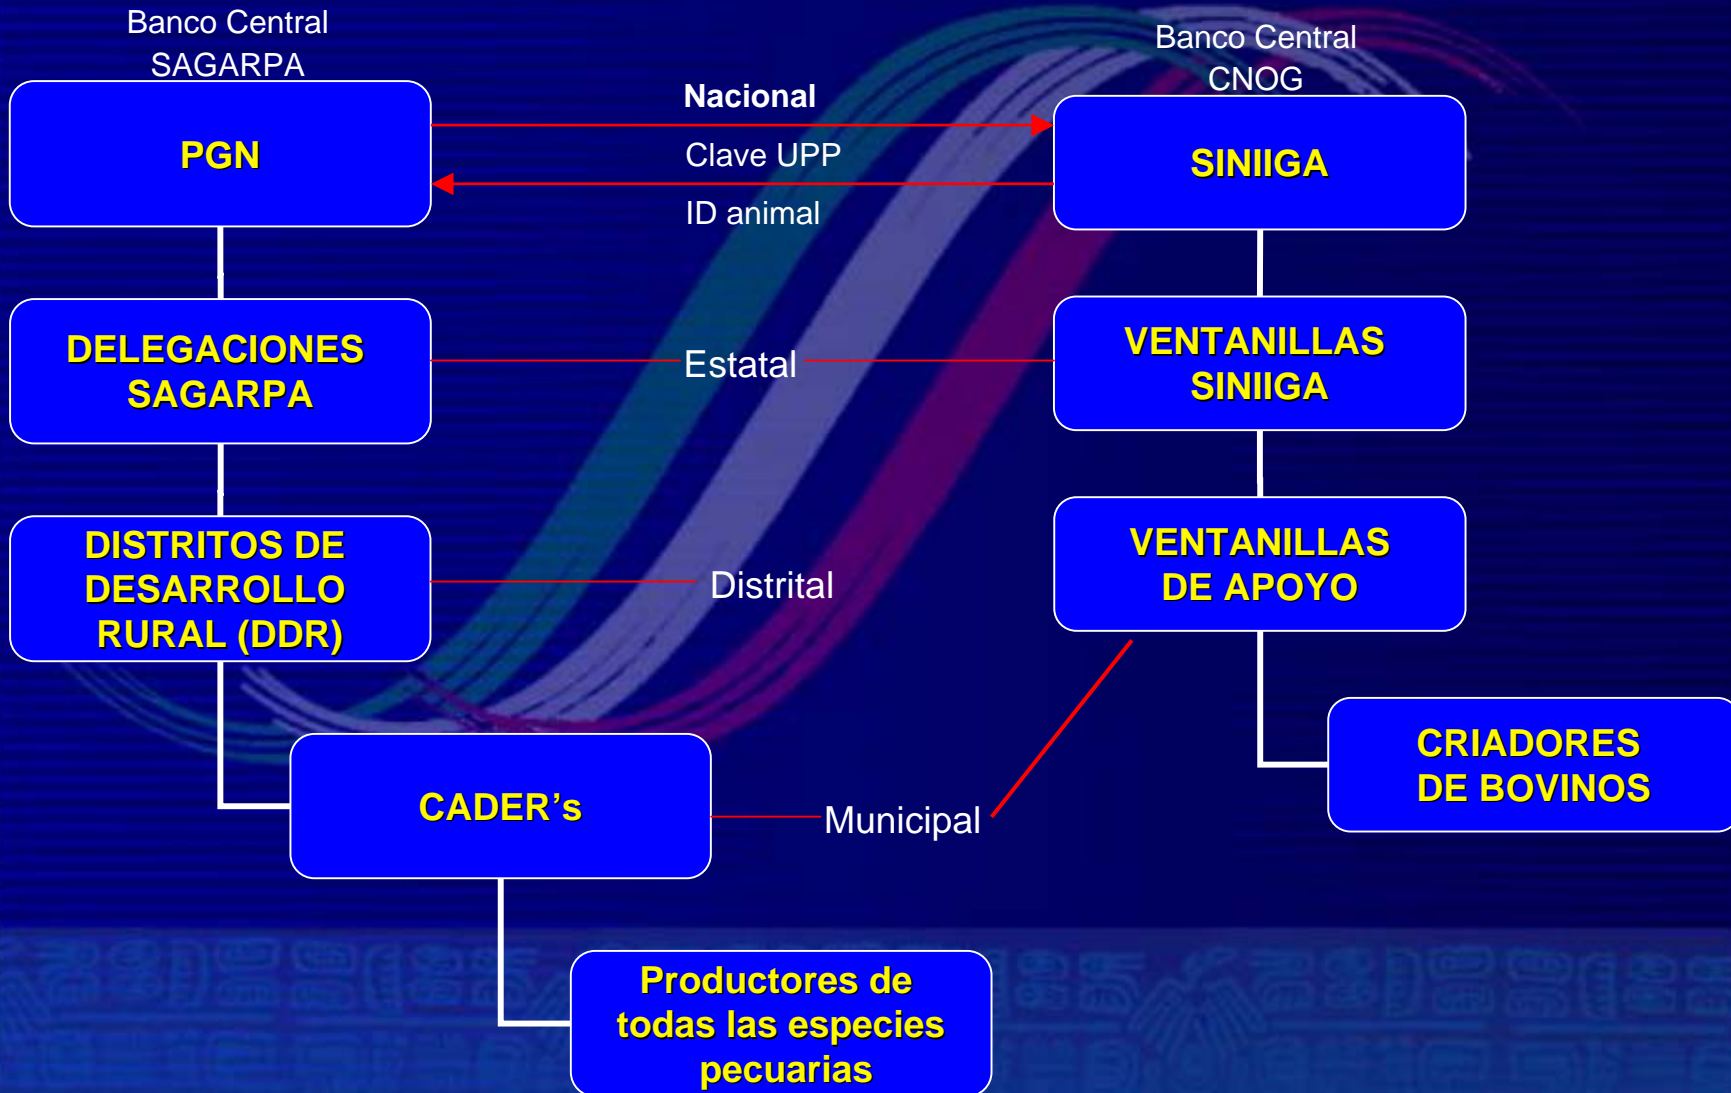 Banco Central
SAGARPA
Banco Central
CNOG
PGN
Nacional
Clave UPP
ID animal
SINIIGA
DELEGACIONES
SAGARPA
Estatal
VENTANILLAS
SINIIGA
DISTRITOS DE
DESARROLLO
RURAL (DDR)
Distrital
VENTANILLAS
DE APOYO
CADER’s
Municipal
CRIADORES
DE BOVINOS
Productores de
todas las especies
pecuarias